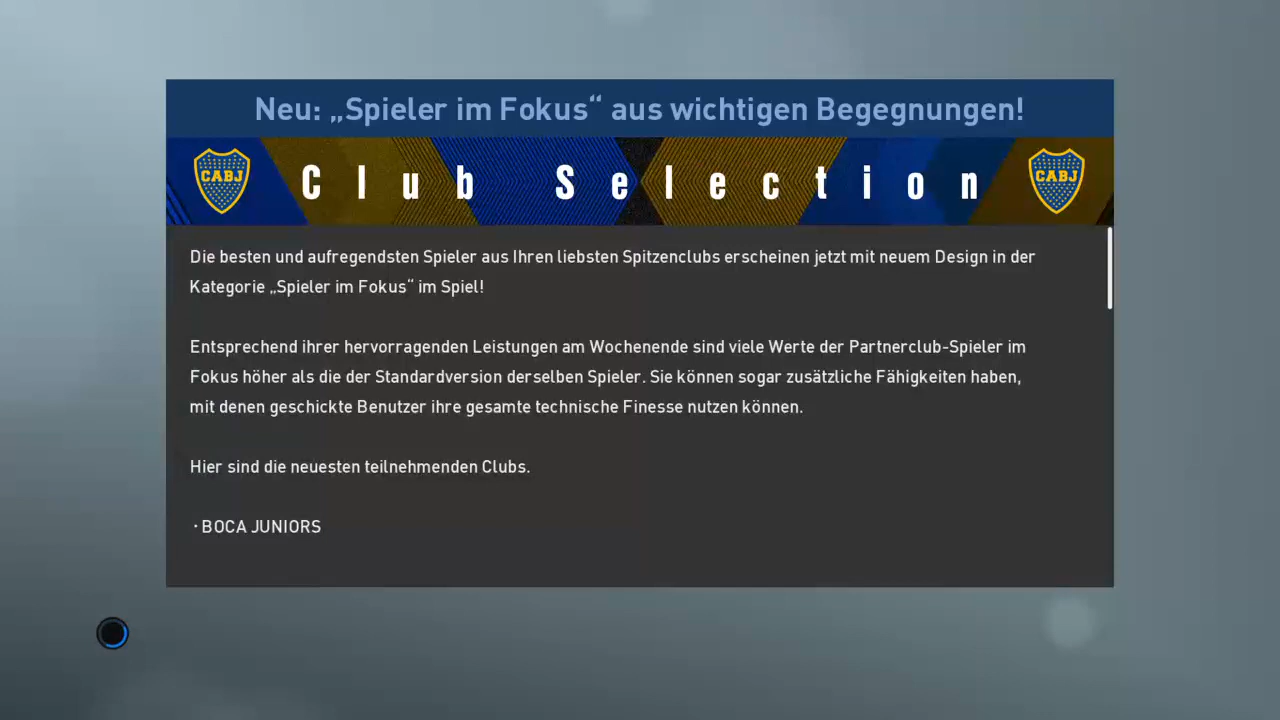 Neu: „Spieler im Fokus“ aus wichtigen Begegnungen!
CABJ Club Selection CABJ
Die besten und aufregendsten Spieler aus Ihren liebsten Spitzenclubs erscheinen jetzt mit neuem Design in der
Kategorie „Spieler im Fokus“ im Spiel!
Entsprechend ihrer hervorragenden Leistungen am Wochenende sind viele Werte der Partnerclub-Spieler im
Fokus höher als die der Standardversion derselben Spieler. Sie können sogar zusätzliche Fähigkeiten haben,
mit denen geschickte Benutzer ihre gesamte technische Finesse nutzen können.
Hier sind die neuesten teilnehmenden Clubs.
・BOCA JUNIORS